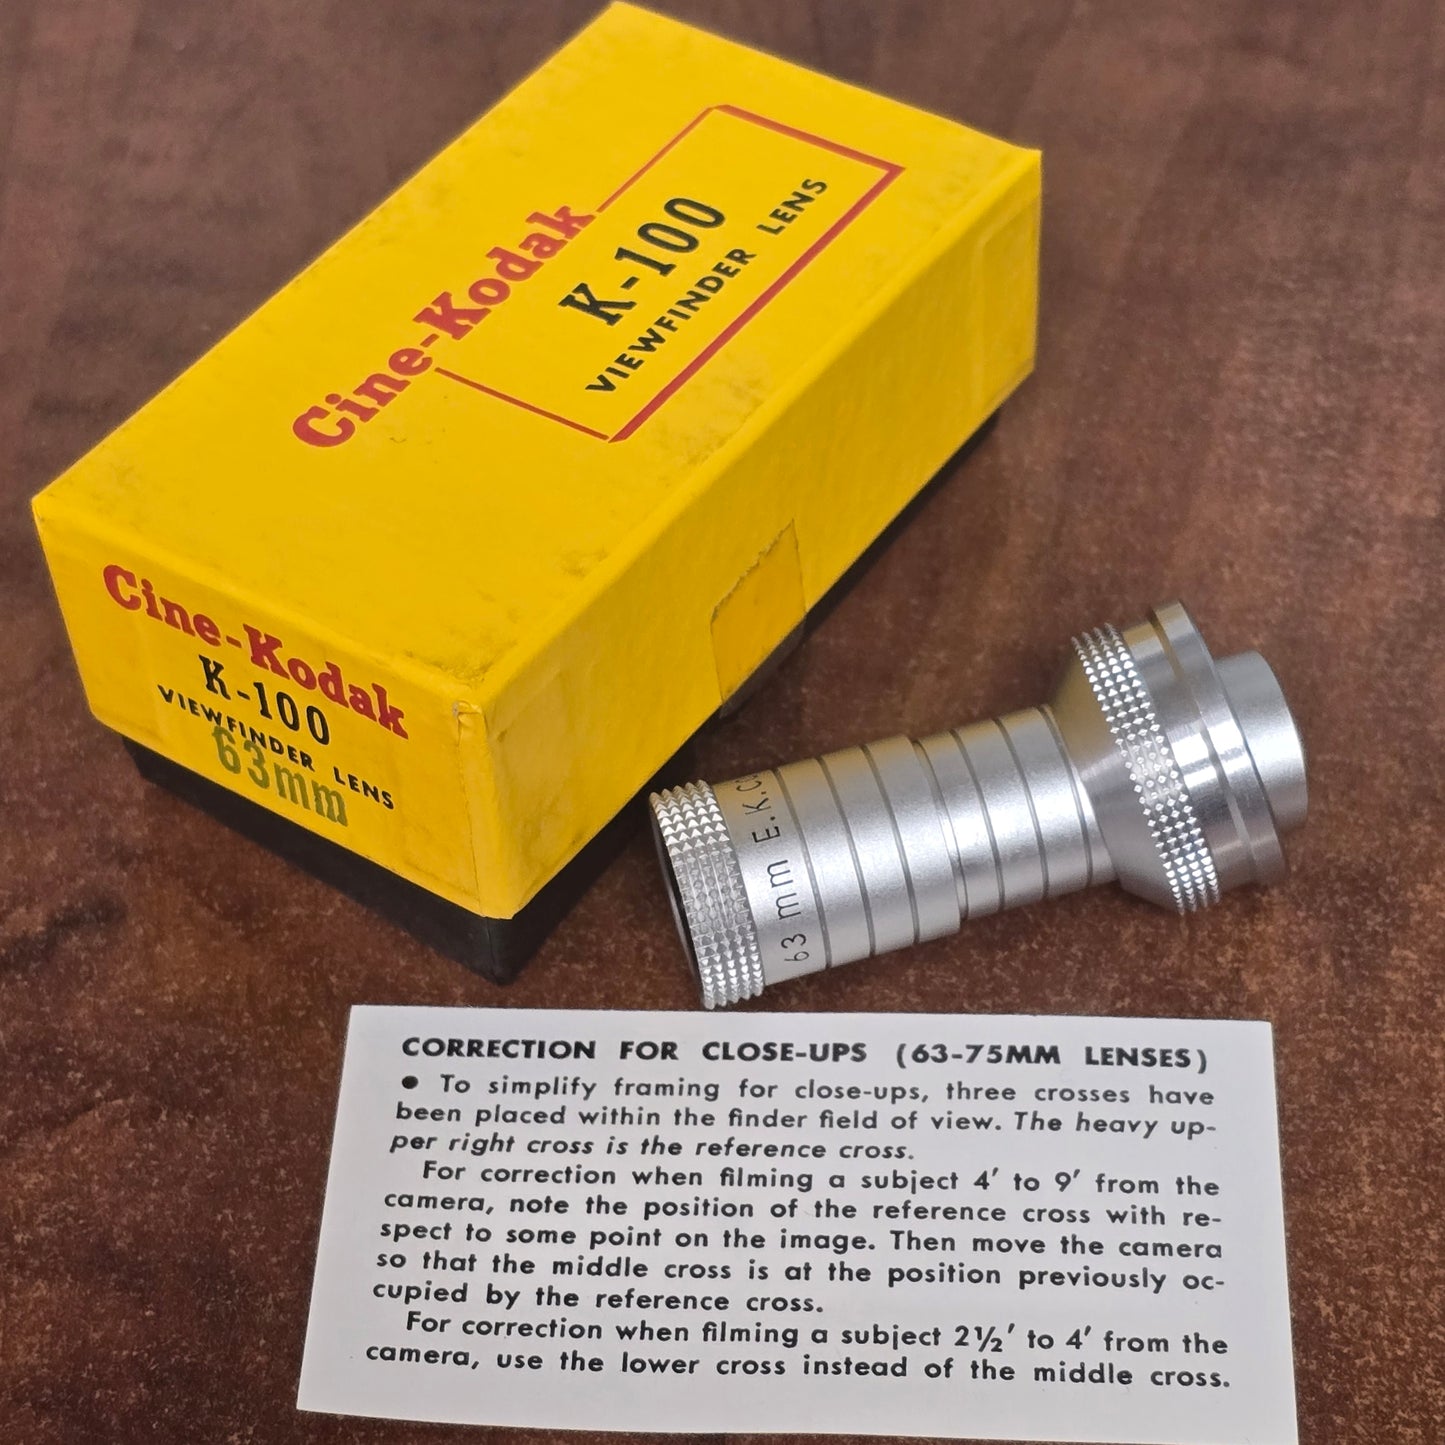 Cine-Kodak
K-100
VIEWFINDER LENS
Cine-Kodak
K-100
VIEWFINDER LENS
63mm
63 mm E.K.
CORRECTION FOR CLOSE-UPS (63-75MM LENSES)
● To simplify framing for close-ups, three crosses have
been placed within the finder field of view. The heavy up-
per right cross is the reference cross.
For correction when filming a subject 4′ to 9′ from the
camera, note the position of the reference cross with re-
spect to some point on the image. Then move the camera
so that the middle cross is at the position previously oc-
cupied by the reference cross.
For correction when filming a subject 2½′ to 4′ from the
camera, use the lower cross instead of the middle cross.